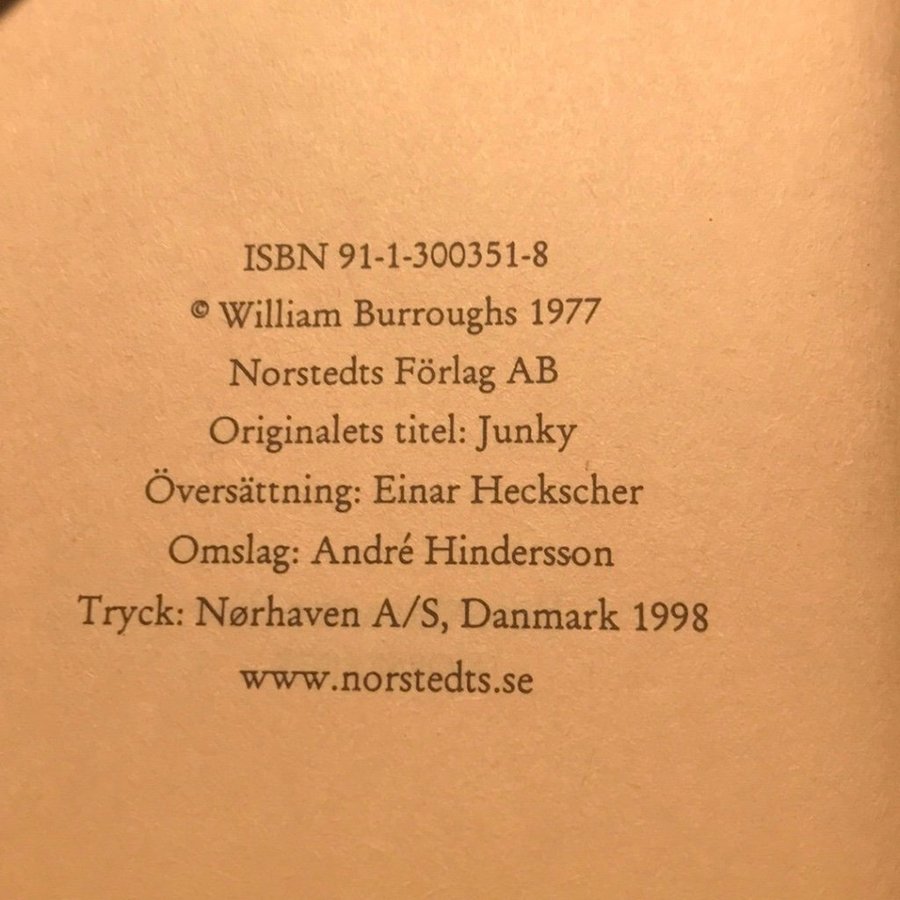 ISBN 91-1-300351-8
© William Burroughs 1977
Norstedts Förlag AB
Originalets titel: Junky
Översättning: Einar Heckscher
Omslag: André Hindersson
Tryck: Nørhaven A/S, Danmark 1998
www.norstedts.se